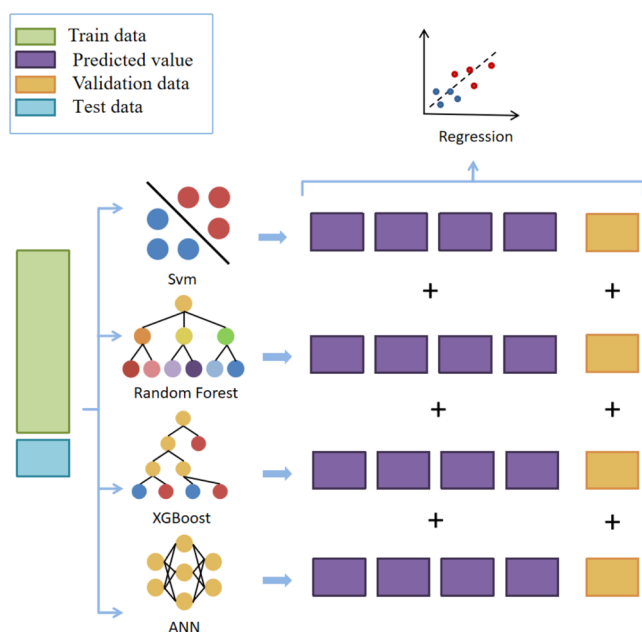 Train data
Predicted value
Validation data
Test data
Regression
Svm
+
+
Random Forest
+
+
XGBoost
+
+
ANN